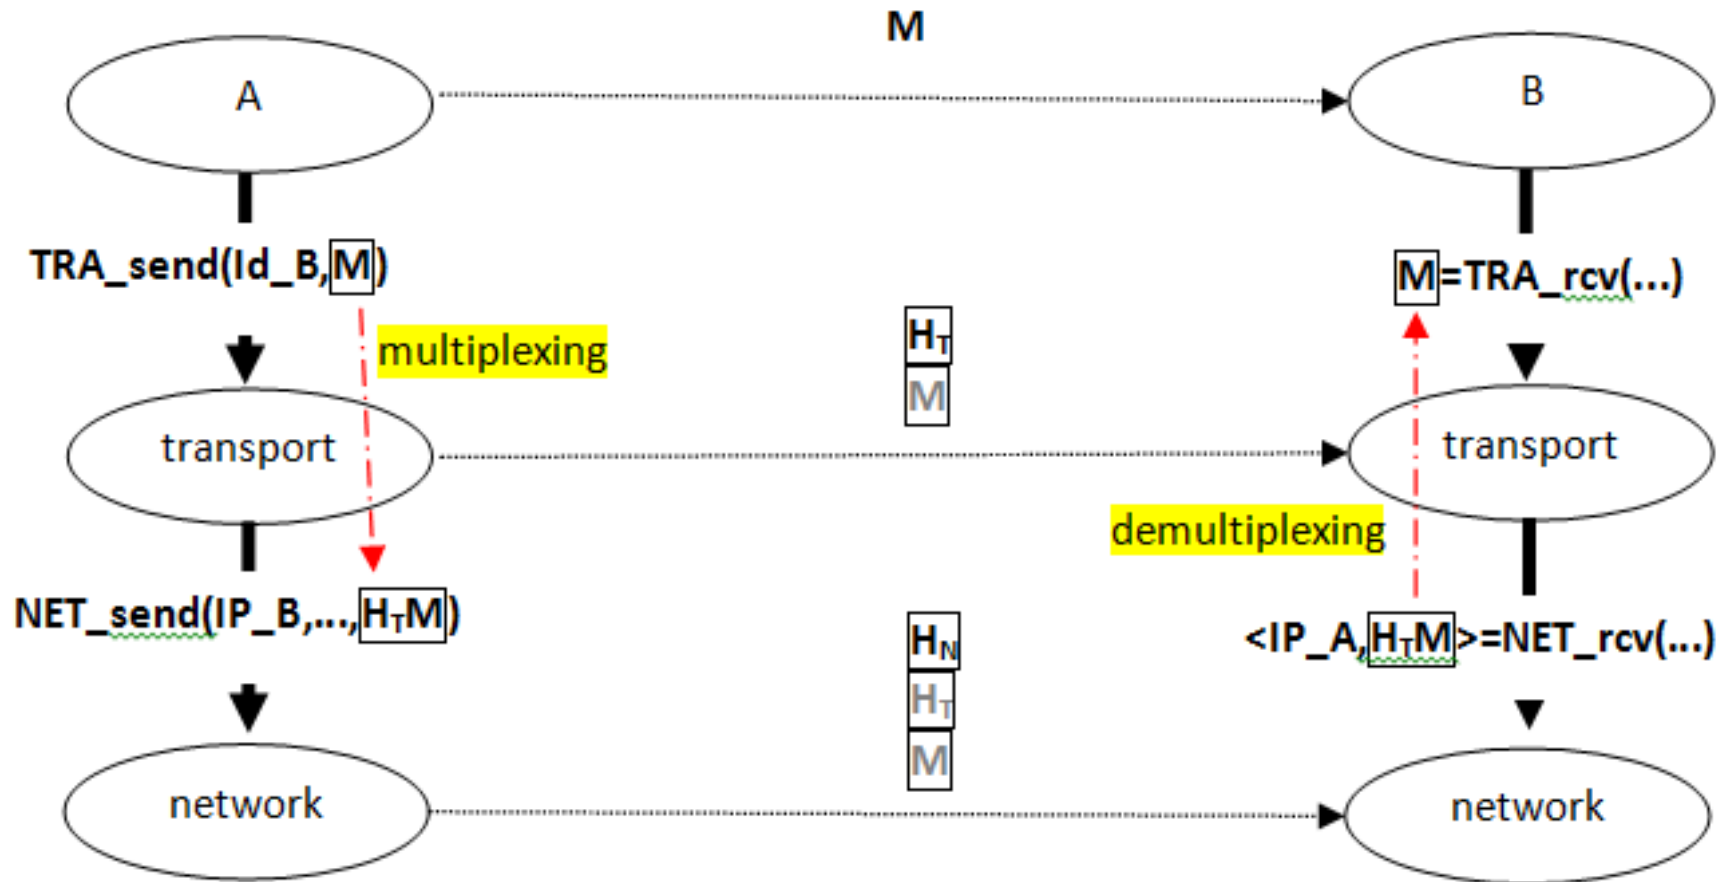 M
A
B
TRA_send(Id_B,M)
M=TRA_rcv(...)
multiplexing
HT
M
transport
transport
demultiplexing
NET_send(IP_B,...,HTM)
<IP_A,HTM>=NET_rcv(...)
HN
HT
M
network
network